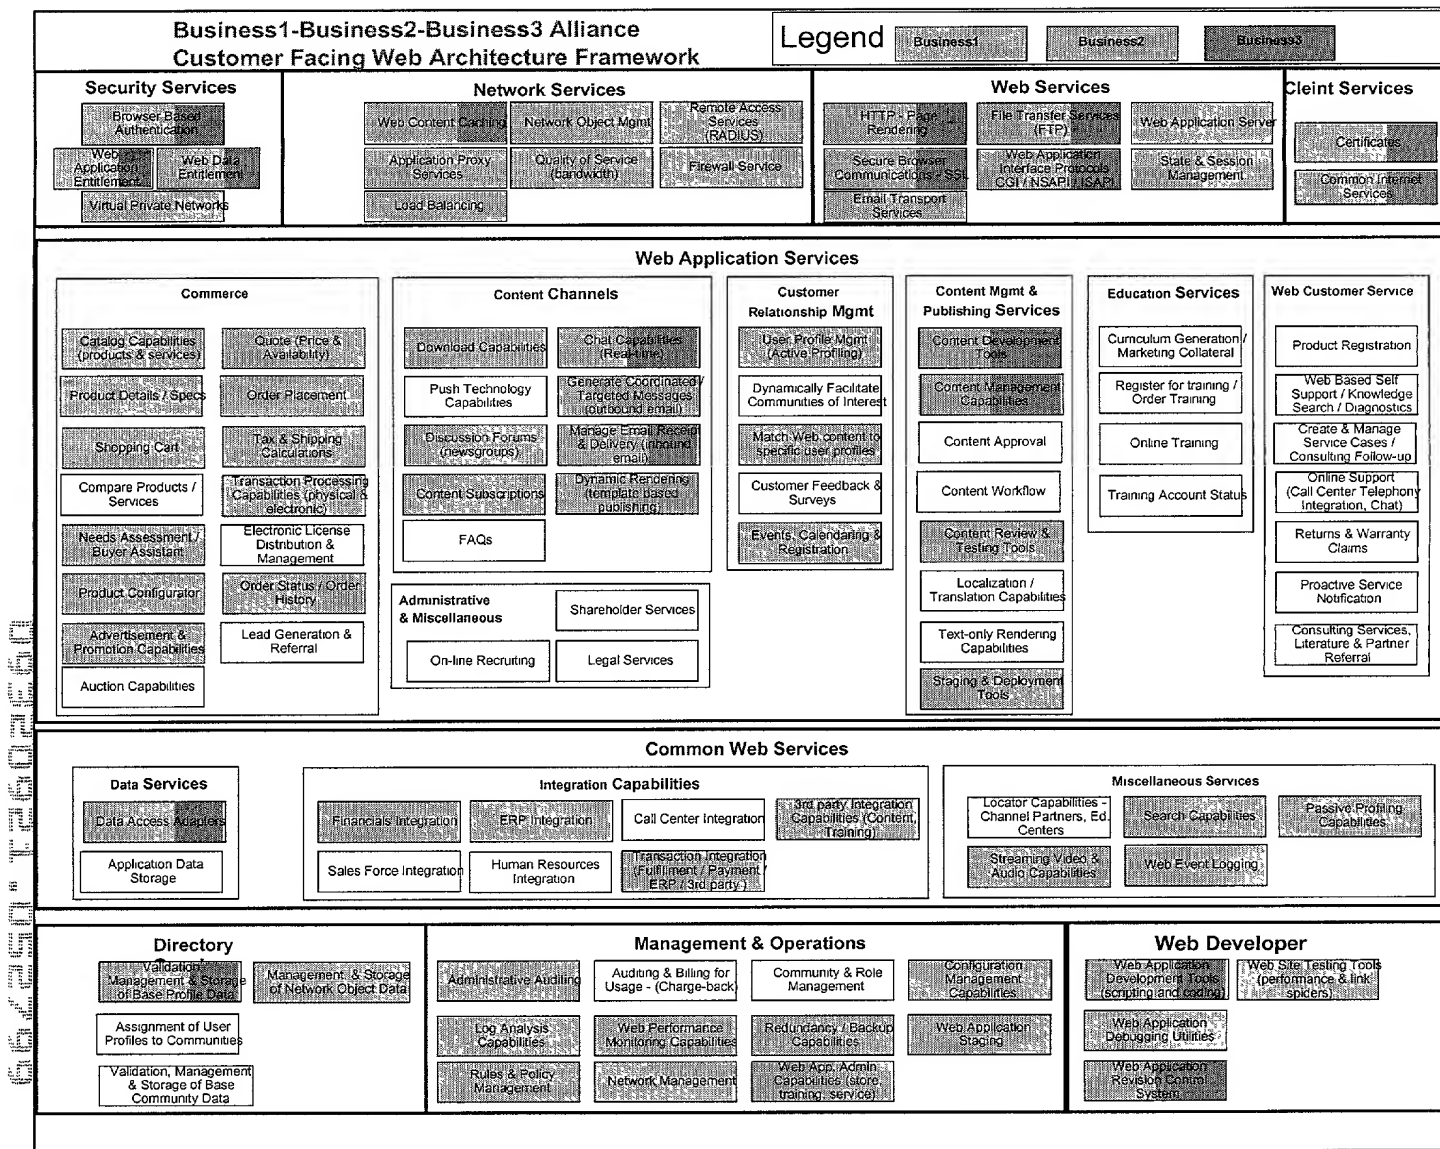 Business1-Business2-Business3 Alliance
Customer Facing Web Architecture Framework
Legend
Business1
Business2
Business3
Security Services
Browser Based
Authentication
Web
Application
Entitlement
Web Data
Entitlement
Virtual Private Networks
Network Services
Web Content Caching
Network Object Mgmt
Remote Access
Services
(RADIUS)
Application Proxy
Services
Quality of Service
(bandwidth)
Firewall Service
Load Balancing
Web Services
HTTP - Page
Rendering
File Transfer Services
(FTP)
Web Application Server
Secure Browser
Communications - SSL
Web Application
Interface Protocols
CGI / NSAPI / ISAPI
State & Session
Management
Email Transport
Services
Cleint Services
Certificates
Common Internet
Services
Web Application Services
Commerce
Catalog Capabilities
(products & services)
Quote (Price &
Availability)
Product Details / Specs
Order Placement
Shopping Cart
Tax & Shipping
Calculations
Compare Products /
Services
Transaction Processing
Capabilities (physical &
electronic)
Needs Assessment /
Buyer Assistant
Electronic License
Distribution &
Management
Product Configurator
Order Status / Order
History
Advertisement &
Promotion Capabilities
Lead Generation &
Referral
Auction Capabilities
Content Channels
Download Capabilities
Chat Capabilities
(Real-time)
Push Technology
Capabilities
Generate Coordinated /
Targeted Messages
(outbound email)
Discussion Forums
(newsgroups)
Manage Email Receipt
& Delivery (inbound
email)
Content Subscriptions
Dynamic Rendering
(template based
publishing)
FAQs
Administrative
& Miscellaneous
Shareholder Services
On-line Recruiting
Legal Services
Customer
Relationship Mgmt
User Profile Mgmt
(Active Profiling)
Dynamically Facilitate
Communities of Interest
Match Web content to
specific user profiles
Customer Feedback &
Surveys
Events, Calendaring &
Registration
Content Mgmt &
Publishing Services
Content Development
Tools
Content Management
Capabilities
Content Approval
Content Workflow
Content Review &
Testing Tools
Localization /
Translation Capabilities
Text-only Rendering
Capabilities
Staging & Deployment
Tools
Education Services
Curriculum Generation /
Marketing Collateral
Register for training /
Order Training
Online Training
Training Account Status
Web Customer Service
Product Registration
Web Based Self
Support / Knowledge
Search / Diagnostics
Create & Manage
Service Cases /
Consulting Follow-up
Online Support
(Call Center Telephony
Integration, Chat)
Returns & Warranty
Claims
Proactive Service
Notification
Consulting Services,
Literature & Partner
Referral
Common Web Services
Data Services
Data Access Adapters
Application Data
Storage
Integration Capabilities
Financials Integration
ERP Integration
Call Center Integration
3rd party Integration
Capabilities (Content,
Training)
Sales Force Integration
Human Resources
Integration
Transaction Integration
(Fulfillment / Payment /
ERP / 3rd party )
Miscellaneous Services
Locator Capabilities -
Channel Partners, Ed.
Centers
Search Capabilities
Passive Profiling
Capabilities
Streaming Video &
Audio Capabilities
Web Event Logging
Directory
Validation
Management & Storage
of Base Profile Data
Management & Storage
of Network Object Data
Assignment of User
Profiles to Communities
Validation, Management
& Storage of Base
Community Data
Management & Operations
Administrative Auditing
Auditing & Billing for
Usage - (Charge-back)
Community & Role
Management
Configuration
Management
Capabilities
Log Analysis
Capabilities
Web Performance
Monitoring Capabilities
Redundancy / Backup
Capabilities
Web Application
Staging
Rules & Policy
Management
Network Management
Web App. Admin
Capabilities (store,
training, service)
Web Developer
Web Application
Development Tools
(scripting and coding)
Web Site Testing Tools
(performance & link
spiders)
Web Application
Debugging Utilities
Web Application
Revision Control
System